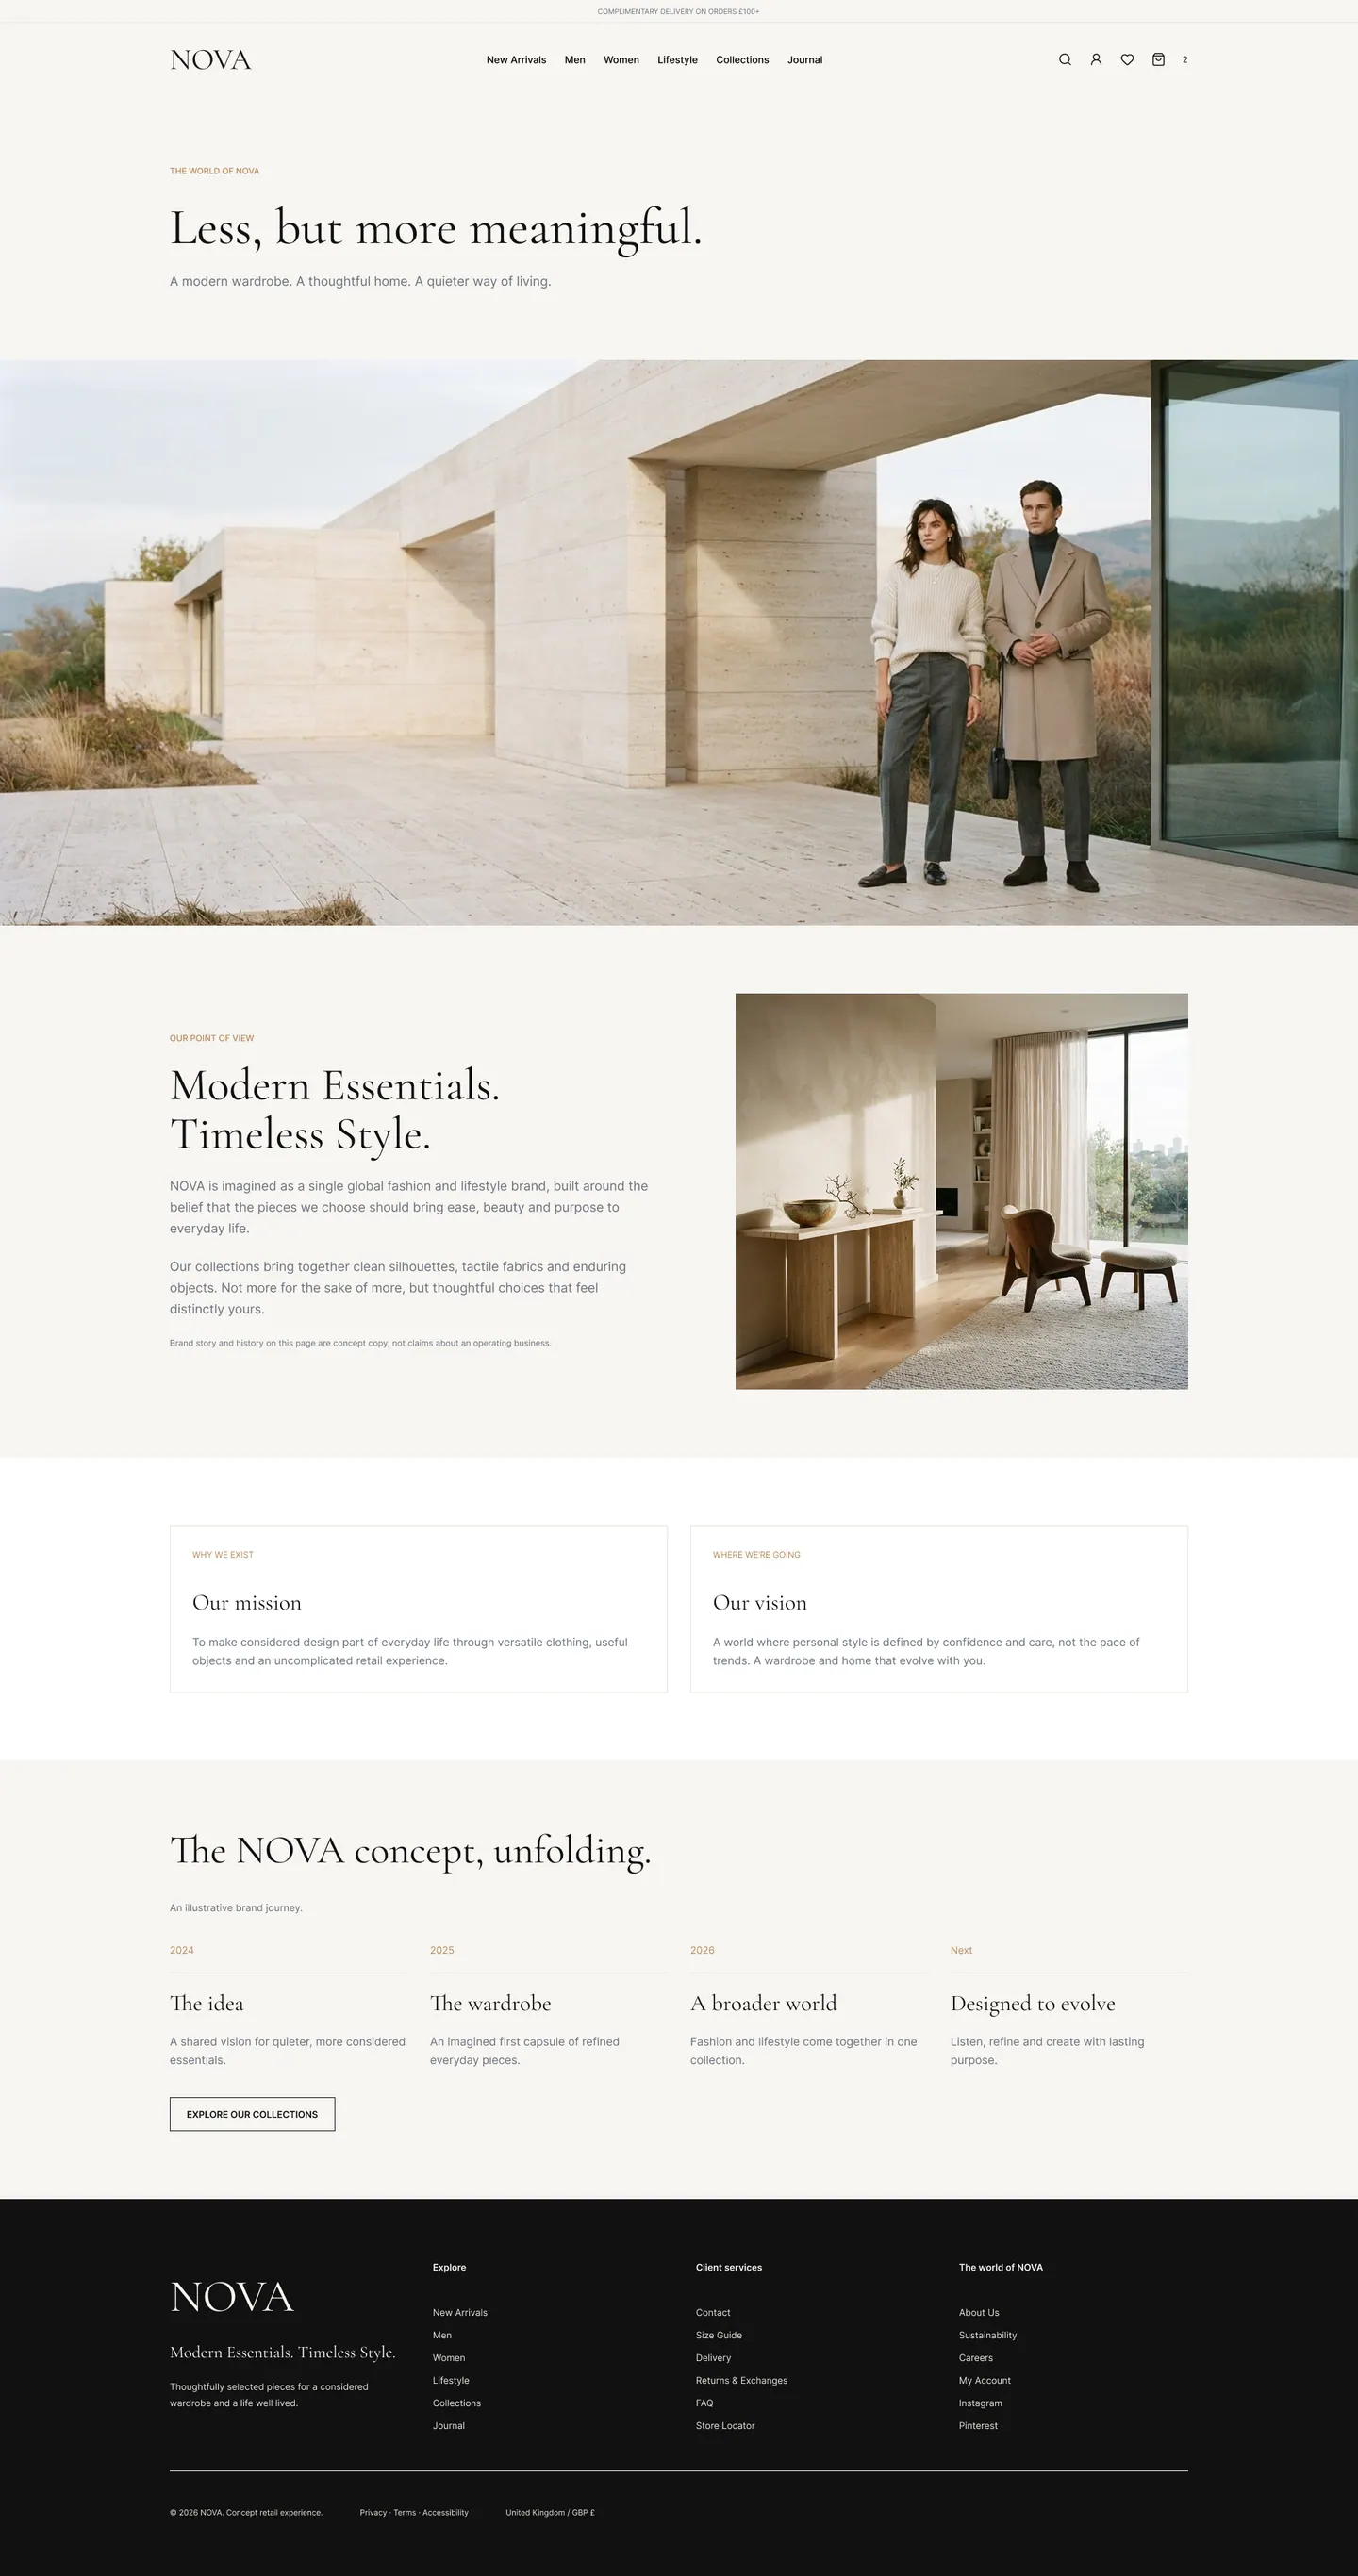 COMPLIMENTARY DELIVERY ON ORDERS £100+
NOVA
New Arrivals
Men
Women
Lifestyle
Collections
Journal
2
THE WORLD OF NOVA
Less, but more meaningful.
A modern wardrobe. A thoughtful home. A quieter way of living.
OUR POINT OF VIEW
Modern Essentials.
Timeless Style.
NOVA is imagined as a single global fashion and lifestyle brand, built around the
belief that the pieces we choose should bring ease, beauty and purpose to
everyday life.
Our collections bring together clean silhouettes, tactile fabrics and enduring
objects. Not more for the sake of more, but thoughtful choices that feel
distinctly yours.
Brand story and history on this page are concept copy, not claims about an operating business.
WHY WE EXIST
Our mission
To make considered design part of everyday life through versatile clothing, useful
objects and an uncomplicated retail experience.
WHERE WE'RE GOING
Our vision
A world where personal style is defined by confidence and care, not the pace of
trends. A wardrobe and home that evolve with you.
The NOVA concept, unfolding.
An illustrative brand journey.
2024
The idea
A shared vision for quieter, more considered
essentials.
2025
The wardrobe
An imagined first capsule of refined
everyday pieces.
2026
A broader world
Fashion and lifestyle come together in one
collection.
Next
Designed to evolve
Listen, refine and create with lasting
purpose.
EXPLORE OUR COLLECTIONS
NOVA
Modern Essentials. Timeless Style.
Thoughtfully selected pieces for a considered
wardrobe and a life well lived.
Explore
New Arrivals
Men
Women
Lifestyle
Collections
Journal
Client services
Contact
Size Guide
Delivery
Returns & Exchanges
FAQ
Store Locator
The world of NOVA
About Us
Sustainability
Careers
My Account
Instagram
Pinterest
© 2026 NOVA. Concept retail experience.
Privacy · Terms · Accessibility
United Kingdom / GBP £